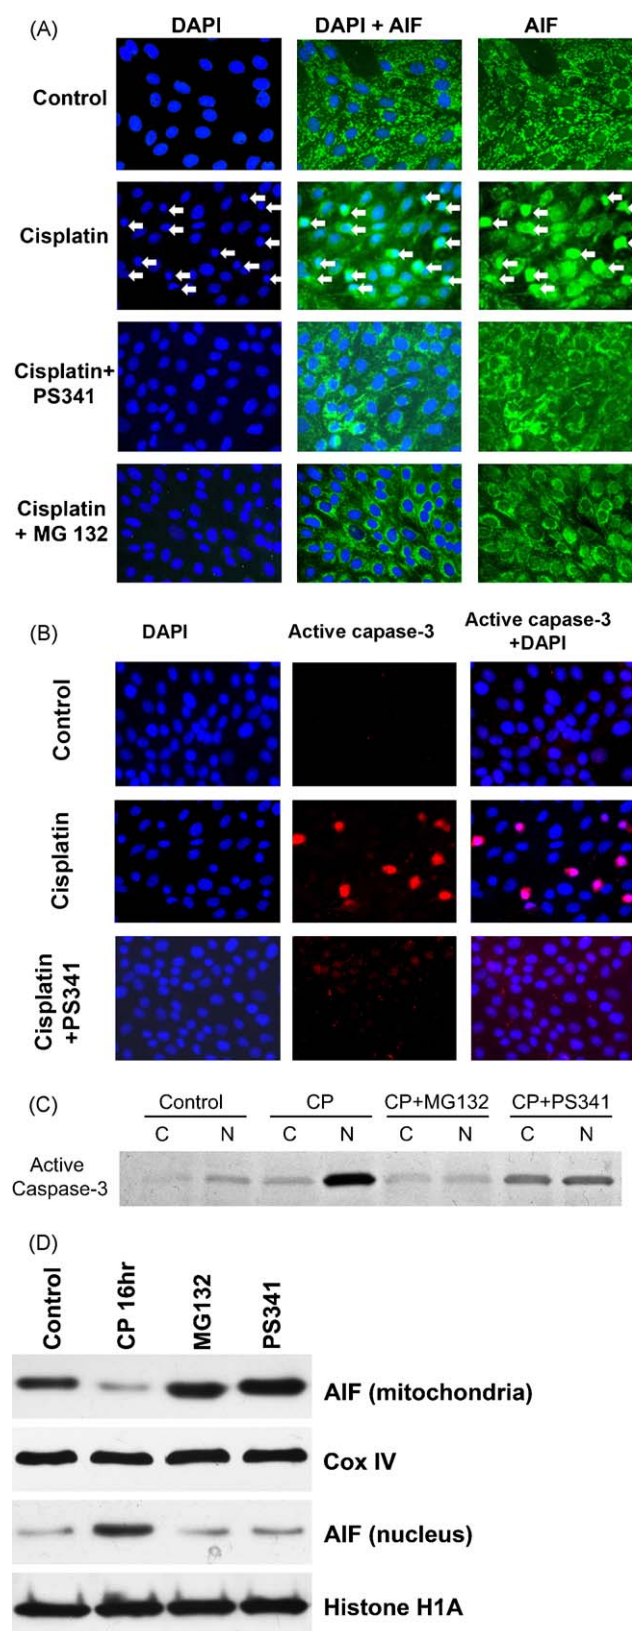 (A)
DAPI
DAPI + AIF
AIF
Control
Cisplatin
Cisplatin+
PS341
Cisplatin
+ MG 132
(B)
DAPI
Active capase-3
Active capase-3
+DAPI
Control
Cisplatin
Cisplatin
+PS341
(C)
Control
CP
CP+MG132
CP+PS341
C
N
C
N
C
N
C
N
Active
Caspase-3
(D)
Control
CP 16hr
MG132
PS341
AIF (mitochondria)
Cox IV
AIF (nucleus)
Histone H1A